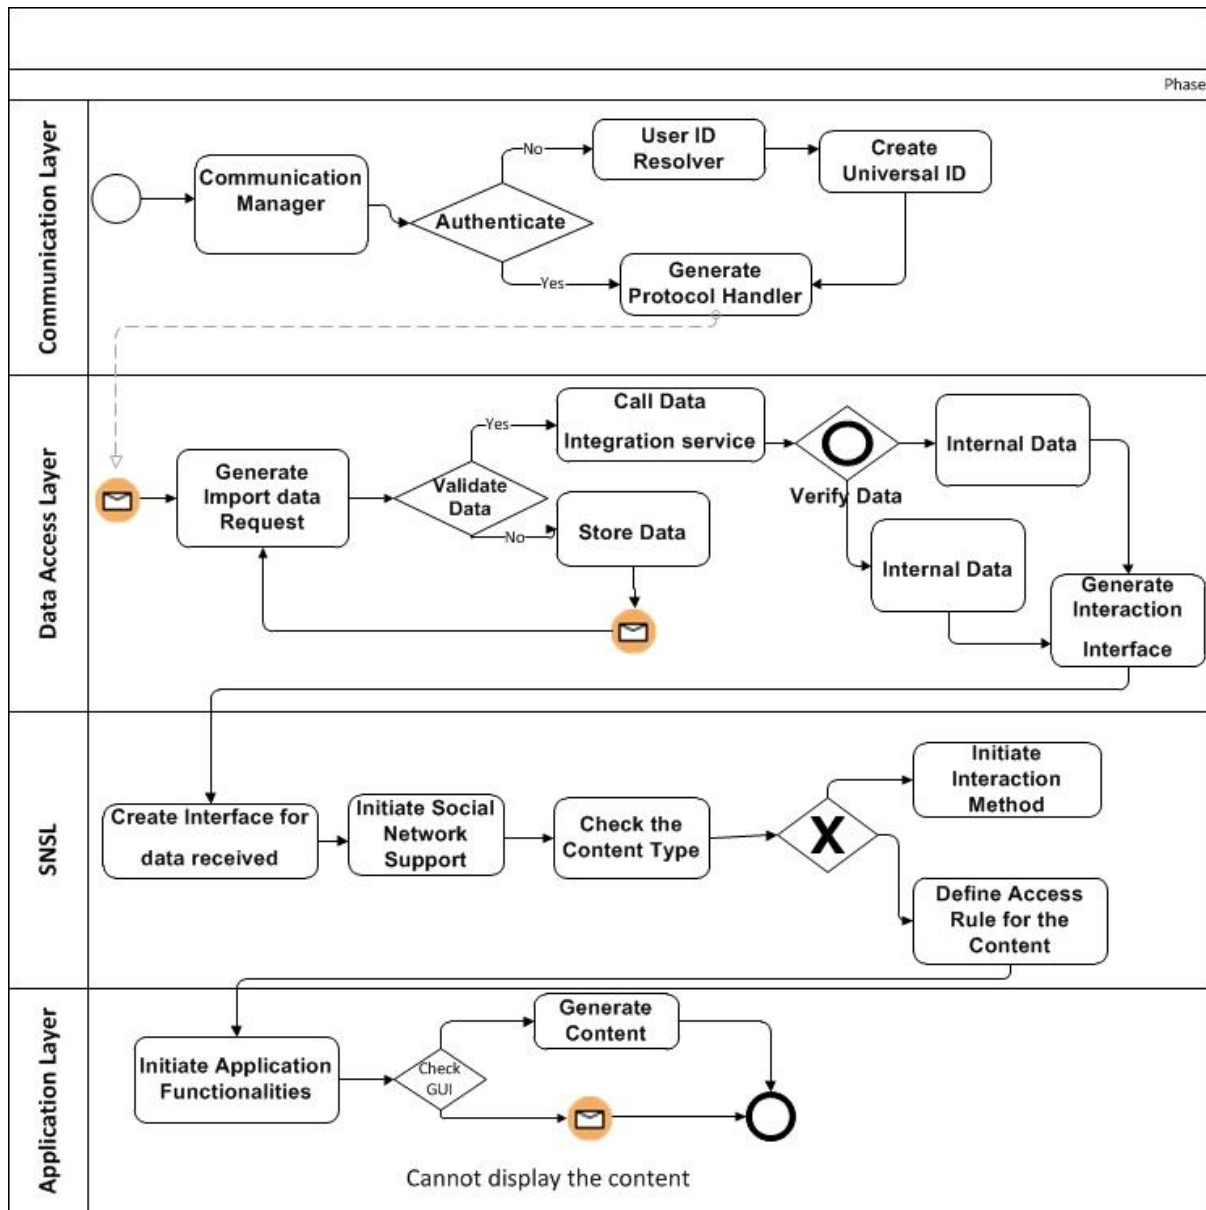 Phase
Communication Layer
Communication
Manager
Authenticate
No
User ID
Resolver
Create
Universal ID
Yes
Generate
Protocol Handler
Data Access Layer
Generate
Import data
Request
Validate
Data
Yes
Call Data
Integration service
No
Store Data
Verify Data
Internal Data
Internal Data
Generate
Interaction
Interface
SNSL
Create Interface for
data received
Initiate Social
Network
Support
Check the
Content Type
X
Initiate
Interaction
Method
Define Access
Rule for the
Content
Application Layer
Initiate Application
Functionalities
Check
GUI
Generate
Content
Cannot display the content